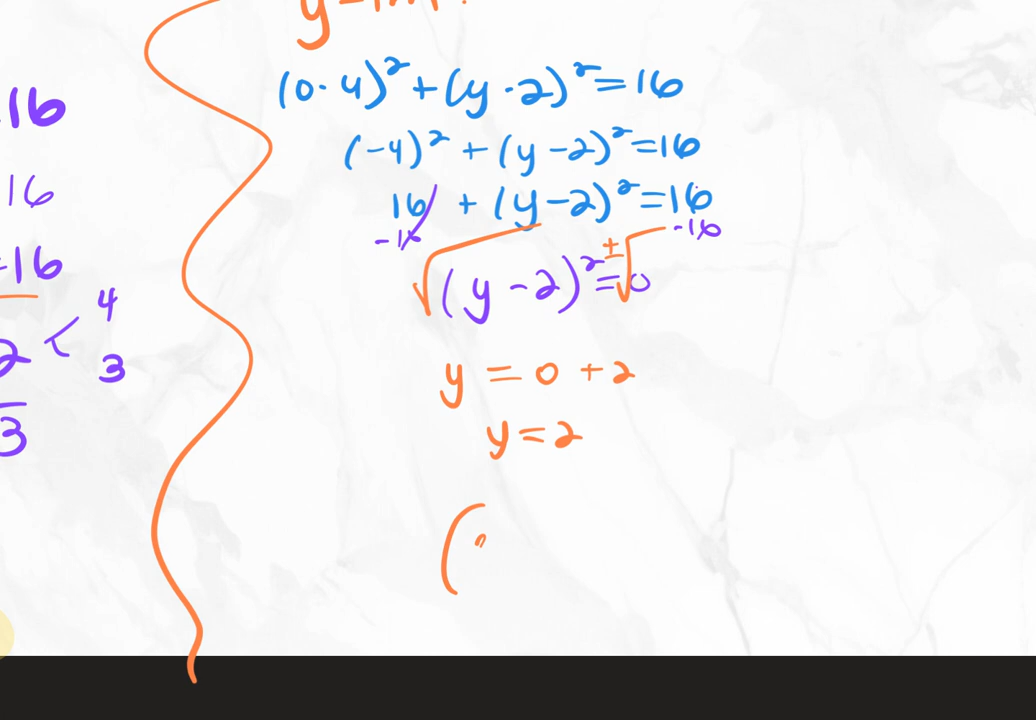 16
16
-16
2 < 4
3
√3
(0 · 4)² + (y · 2)² = 16
(-4)² + (y - 2)² = 16
16 + (y - 2)² = 16
-16 -16
√(y - 2)² = ±√0
y = 0 + 2
y = 2
(